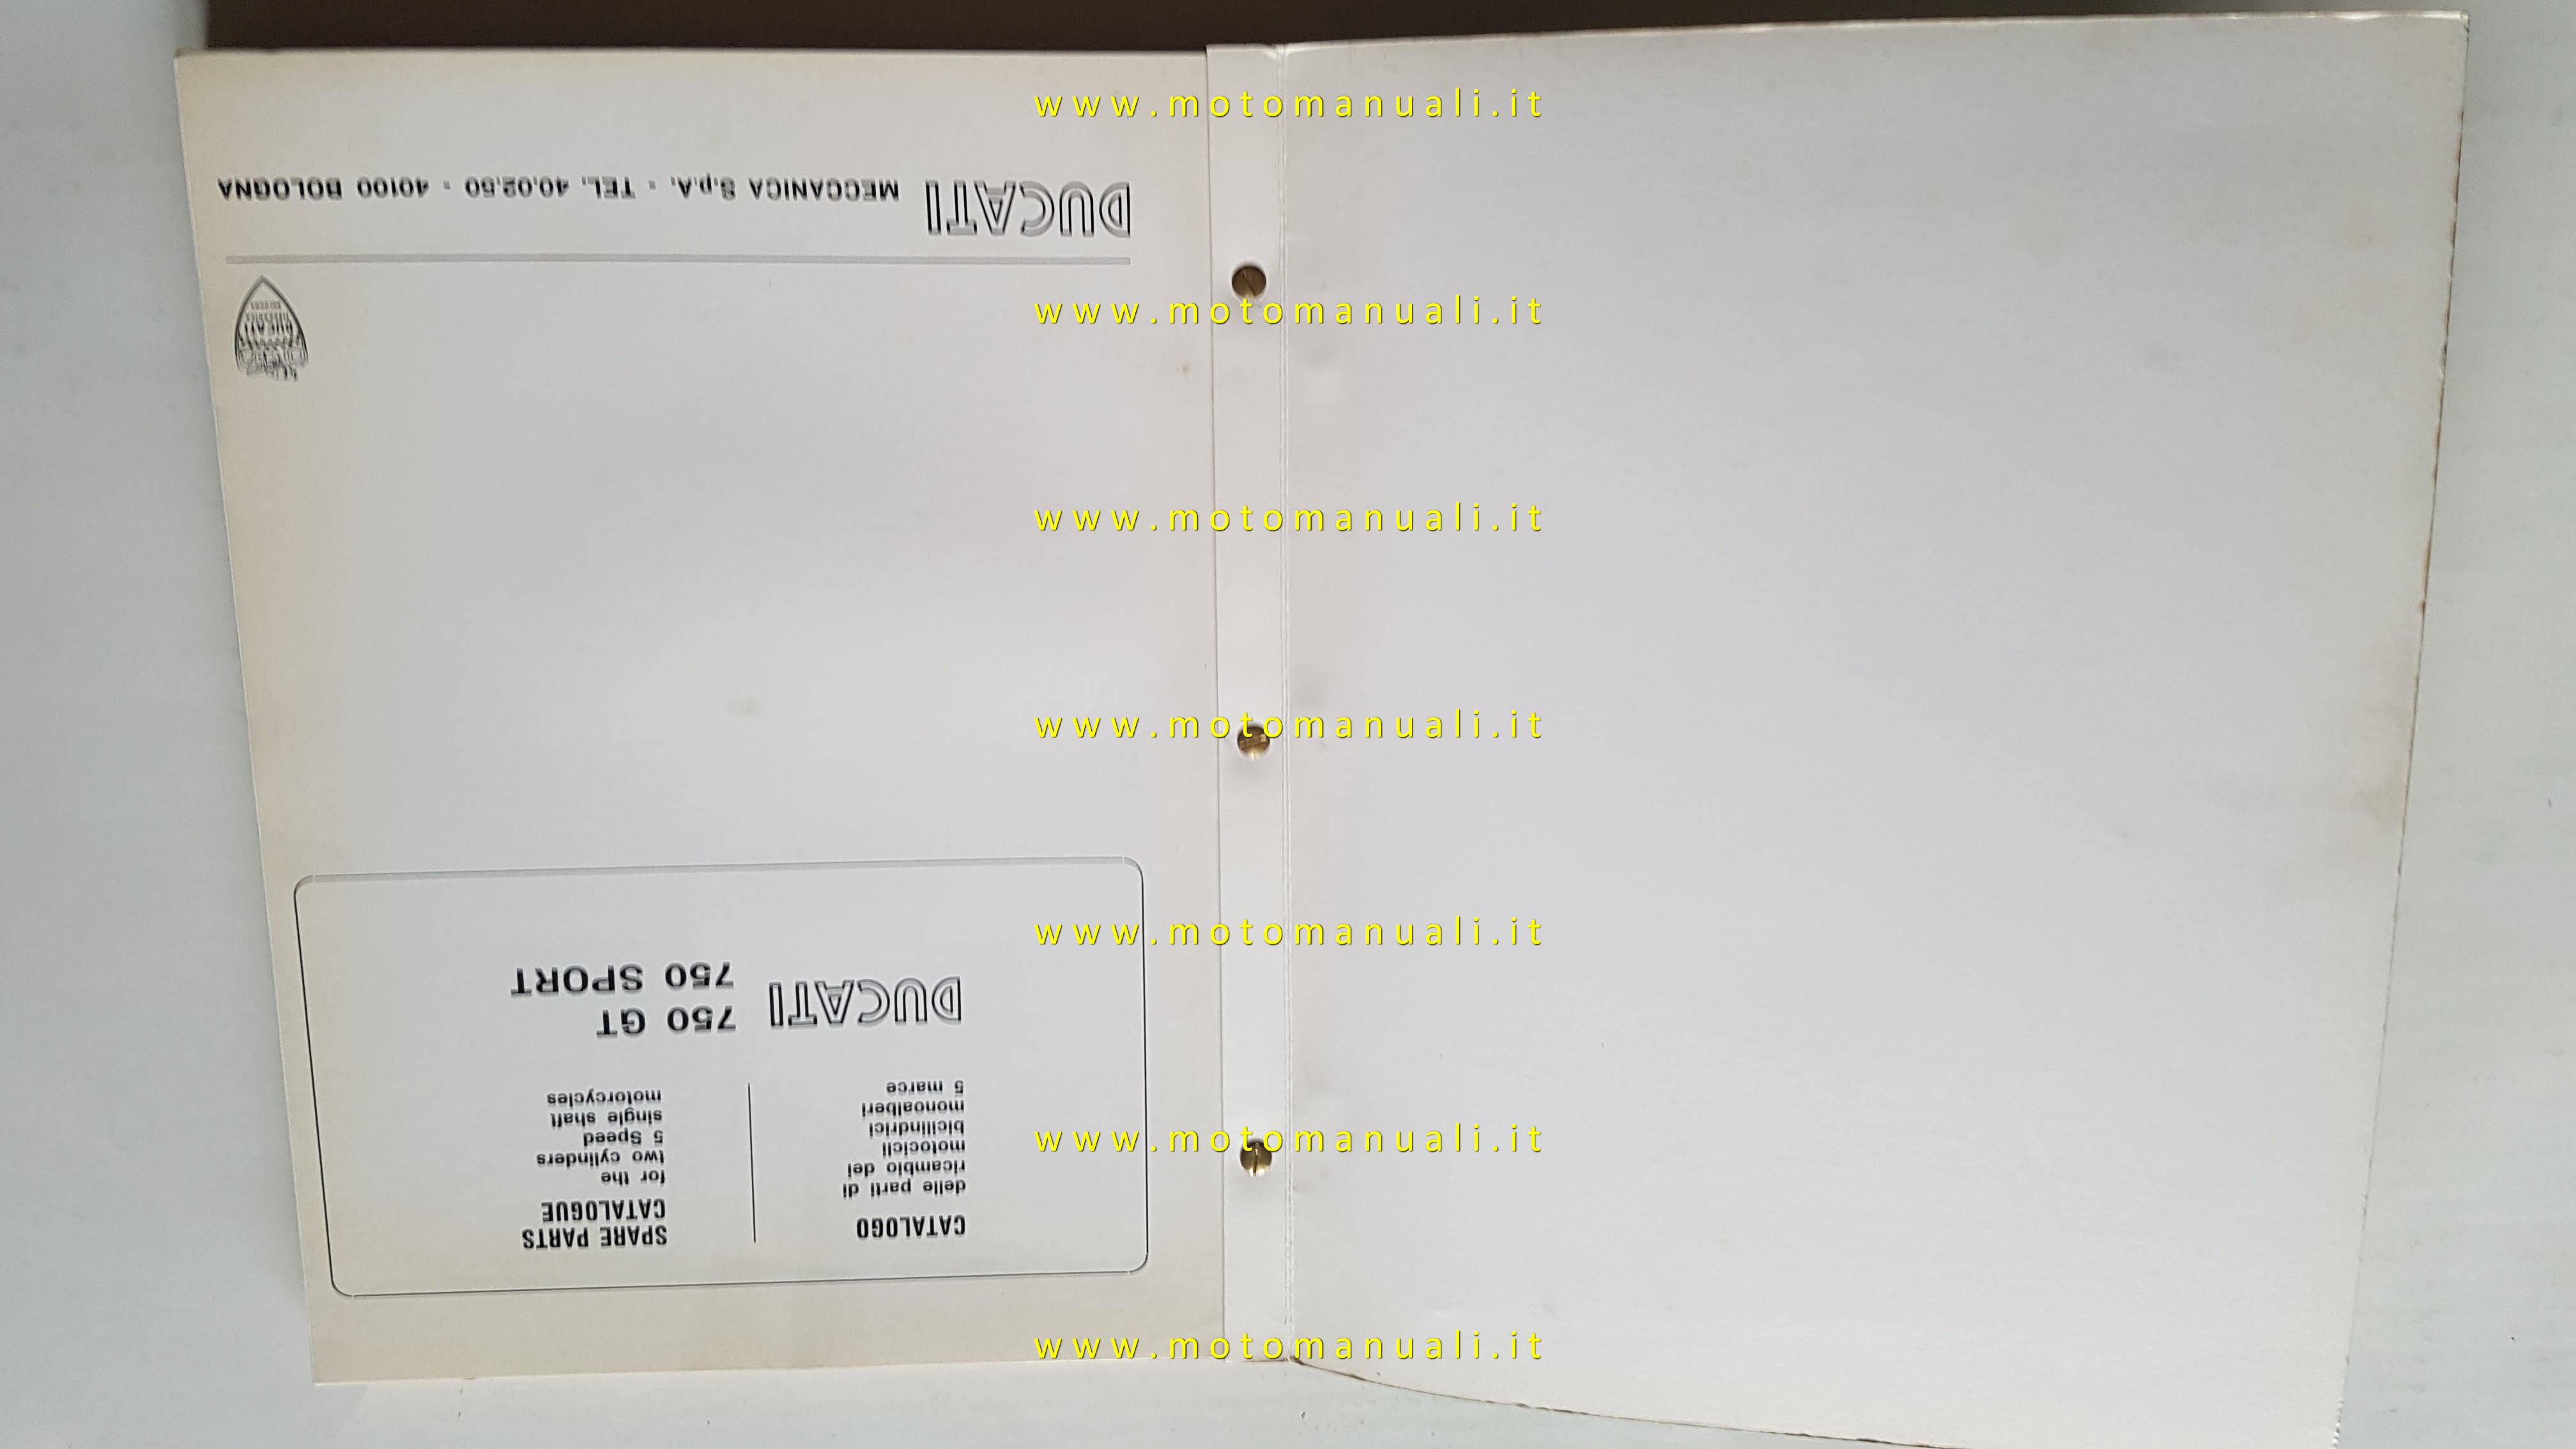 CATALOGO
delle parti di
ricambio dei
motocicli
bicilindrici
monoalberi
5 marce
SPARE PARTS
CATALOGUE
for the
two cylinders
5 Speed
single shaft
motorcycles
DUCATI
750 GT
750 SPORT
DUCATI
MECCANICA
DUCATI MECCANICA S.p.A. - TEL. 40.02.50 - 40100 BOLOGNA
www.motomanuali.it
www.motomanuali.it
www.motomanuali.it
www.motomanuali.it
www.motomanuali.it
www.motomanuali.it
www.motomanuali.it